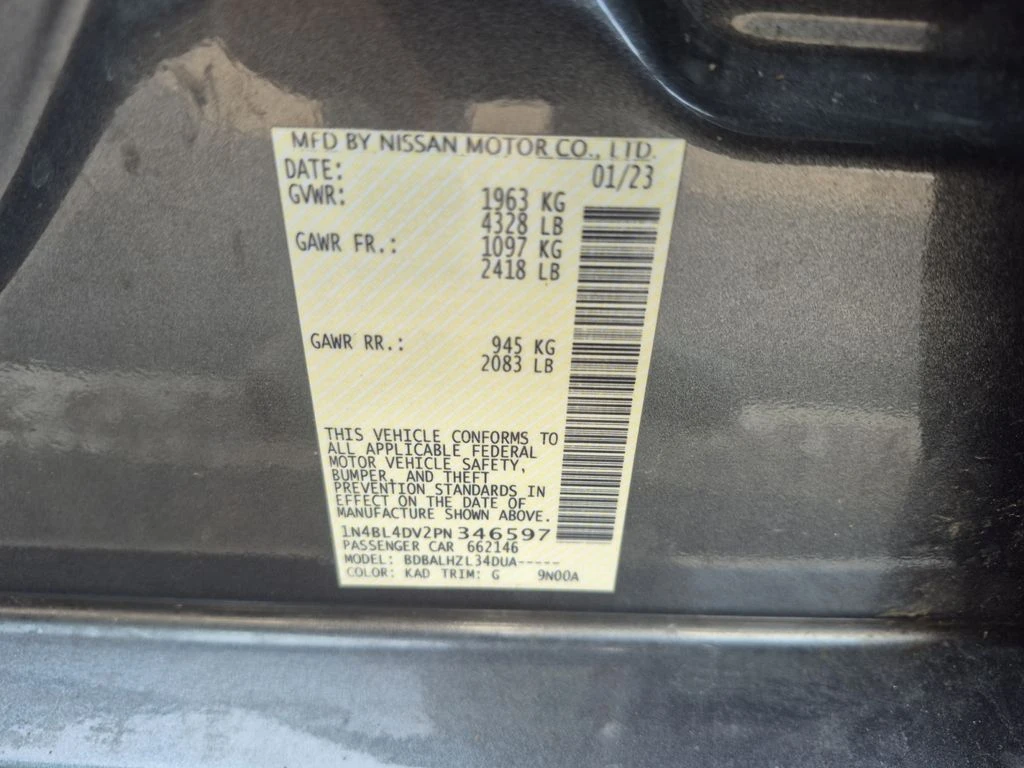 MFD BY NISSAN MOTOR CO., LTD.
DATE: 01/23
GVWR: 1963 KG
4328 LB
GAWR FR.: 1097 KG
2418 LB
GAWR RR.: 945 KG
2083 LB
THIS VEHICLE CONFORMS TO
ALL APPLICABLE FEDERAL
MOTOR VEHICLE SAFETY,
BUMPER, AND THEFT
PREVENTION STANDARDS IN
EFFECT ON THE DATE OF
MANUFACTURE SHOWN ABOVE.
1N4BL4DV2PN346597
PASSENGER CAR 662146
MODEL: BDBALHZL34DUA-----
COLOR: KAD TRIM: G 9N00A